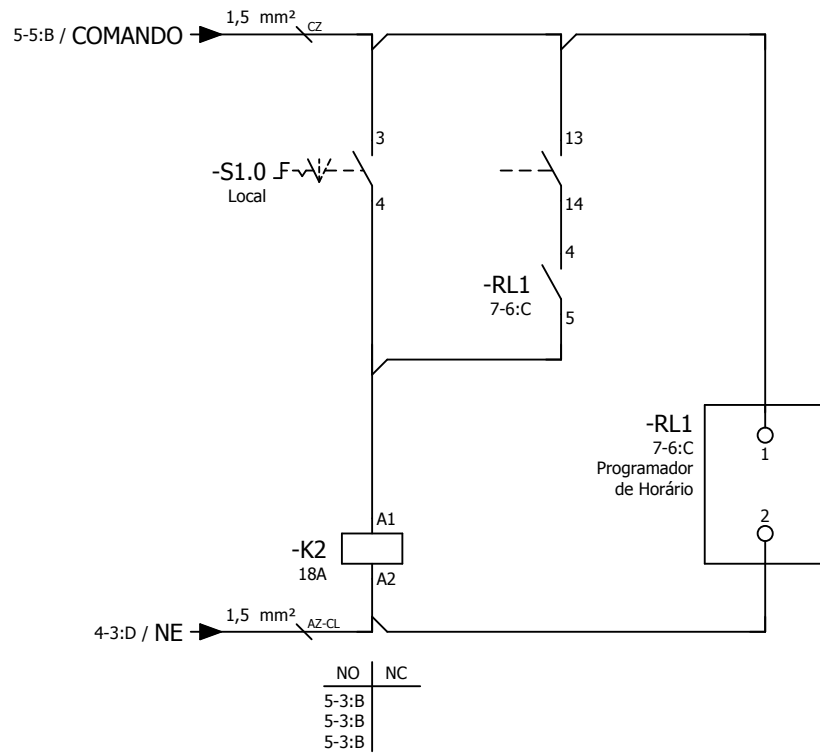 1,5 mm² CZ
5-5:B / COMANDO
3
13
-S1.0
Local
4
14
4
-RL1
7-6:C
5
-RL1
7-6:C
Programador
de Horário
1
2
A1
-K2
18A
A2
1,5 mm² AZ-CL
4-3:D / NE
NO NC
5-3:B
5-3:B
5-3:B